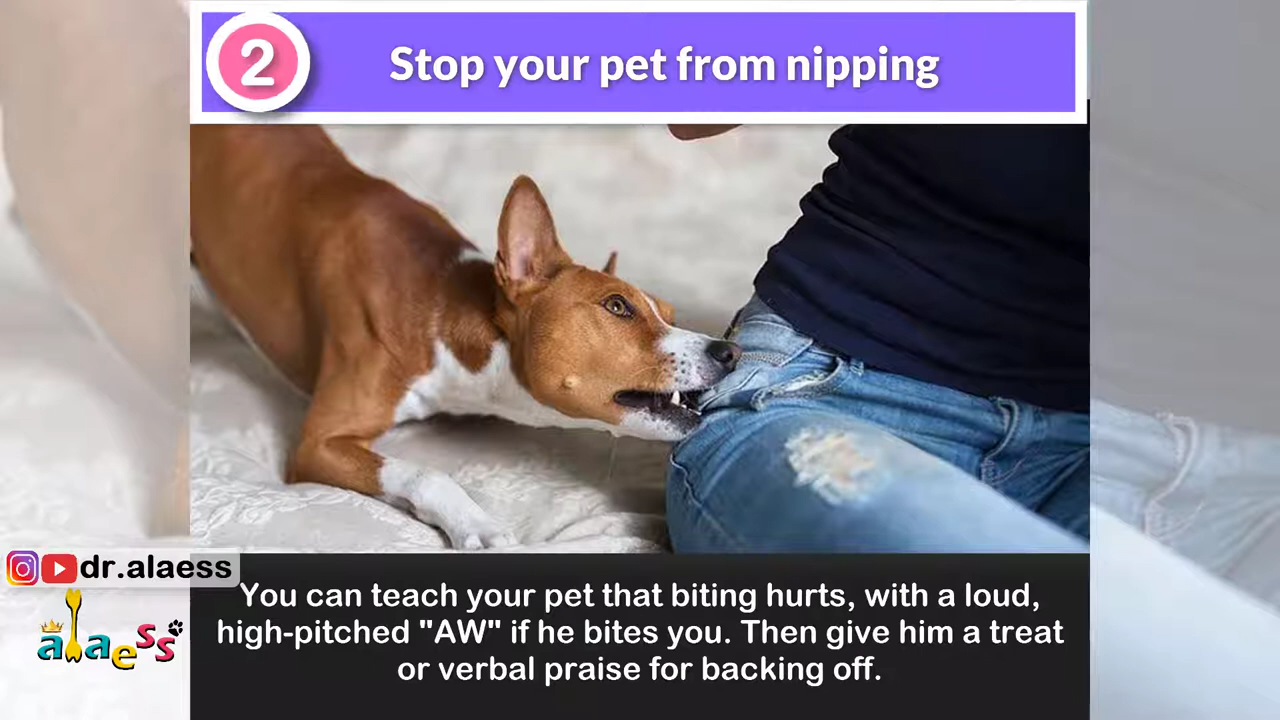 2
Stop your pet from nipping
dr.alaess
alaess
You can teach your pet that biting hurts, with a loud,
high-pitched "AW" if he bites you. Then give him a treat
or verbal praise for backing off.